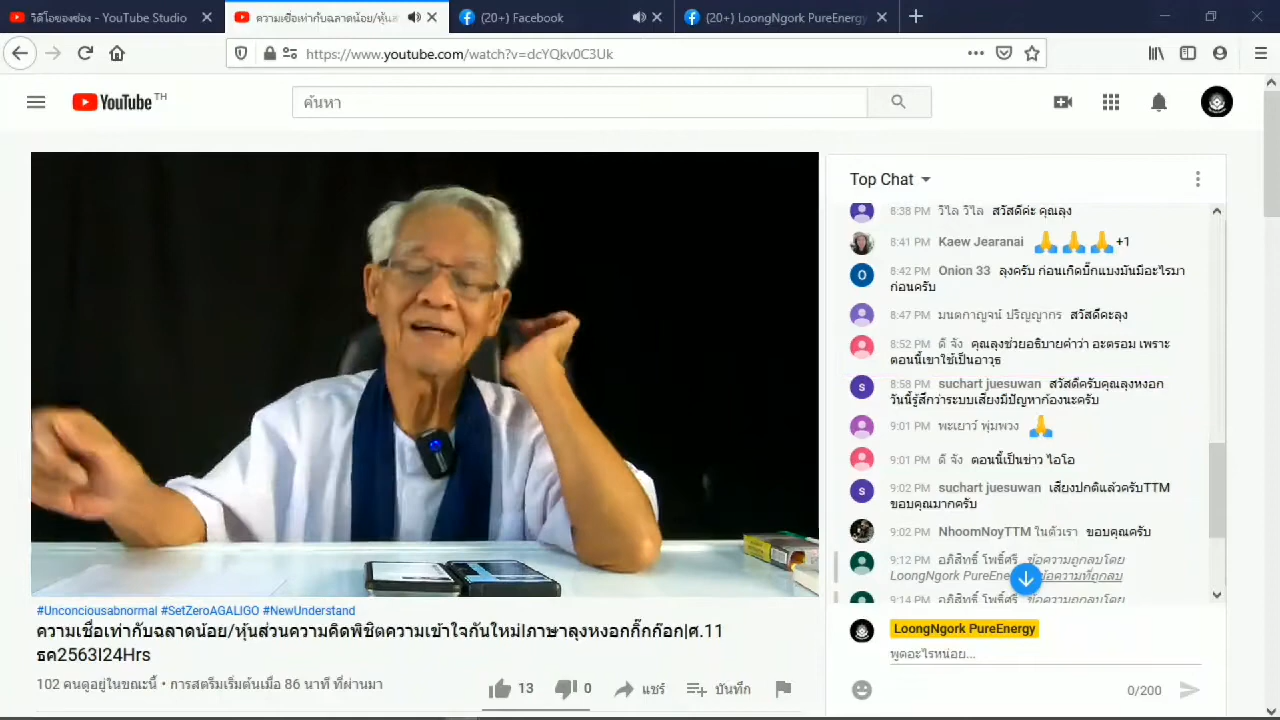 วิดีโอของช่อง - YouTube Studio
ความเชื่อเท่ากับฉลาดน้อย/หุ้นส่
(20+) Facebook
(20+) LoongNgork PureEnergy
https://www.youtube.com/watch?v=dcYQkv0C3Uk
YouTube TH
ค้นหา
Top Chat
8:38 PM วิไล วิไล สวัสดีค่ะ คุณลุง
8:41 PM Kaew Jearanai 🙏🙏🙏+1
8:42 PM Onion 33 ลุงครับ ก่อนเกิดบิ๊กแบงมันมีอะไรมา
ก่อนครับ
8:47 PM มนตกาญจน์ ปริญญากร สวัสดีคะลุง
8:52 PM ดี จัง คุณลุงช่วยอธิบายคำว่า อะตรอม เพราะ
ตอนนี้เขาใช้เป็นอาวุธ
8:58 PM suchart juesuwan สวัสดีครับคุณลุงหงอก
วันนี้รู้สึกว่าระบบเสียงมีปัญหาก้องนะครับ
9:01 PM พะเยาว์ พุ่มพวง 🙏
9:01 PM ดี จัง ตอนนี้เป็นข่าว ไอโอ
9:02 PM suchart juesuwan เสียงปกติแล้วครับTTM
ขอบคุณมากครับ
9:02 PM NhoomNoyTTM ในตัวเรา ขอบคุณครับ
9:12 PM อภิสิทธิ์ โพธิ์ศรี ข้อความถูกลบโดย
LoongNgork PureEne ข้อความที่ถูกลบ
9:14 PM อภิสิทธิ์ โพธิ์ศรี ข้อความถูกลบโดย
LoongNgork PureEnergy
พูดอะไรหน่อย...
0/200
#Unconciousabnormal #SetZeroAGALIGO #NewUnderstand
ความเชื่อเท่ากับฉลาดน้อย/หุ้นส่วนความคิดพิชิตความเข้าใจกันใหม่lภาษาลุงหงอกกิ๊กก๊อก|ศ.11
ธค2563l24Hrs
102 คนดูอยู่ในขณะนี้ • การสตรีมเริ่มต้นเมื่อ 86 นาที ที่ผ่านมา
13
0
แชร์
บันทึก